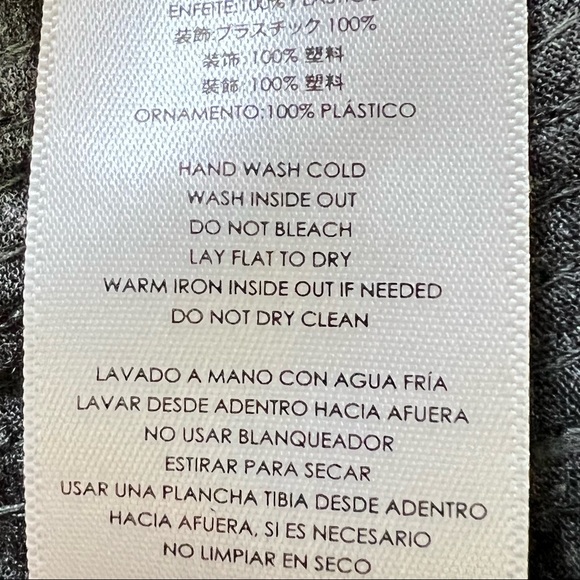 ENFEITE:100% PLÁSTICO
装飾:プラスチック 100%
装饰:100% 塑料
裝飾:100% 塑料
ORNAMENTO:100% PLÁSTICO
HAND WASH COLD
WASH INSIDE OUT
DO NOT BLEACH
LAY FLAT TO DRY
WARM IRON INSIDE OUT IF NEEDED
DO NOT DRY CLEAN
LAVADO A MANO CON AGUA FRÍA
LAVAR DESDE ADENTRO HACIA AFUERA
NO USAR BLANQUEADOR
ESTIRAR PARA SECAR
USAR UNA PLANCHA TIBIA DESDE ADENTRO
HACIA AFUERA, SI ES NECESARIO
NO LIMPIAR EN SECO